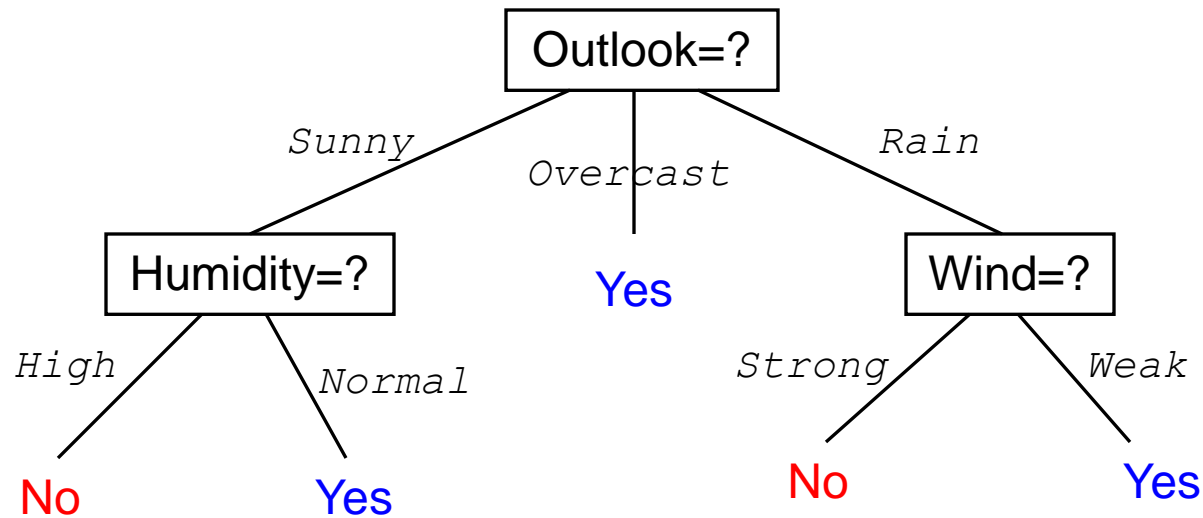 Outlook=?
Sunny
Overcast
Rain
Humidity=?
Yes
Wind=?
High
Normal
Strong
Weak
No
Yes
No
Yes